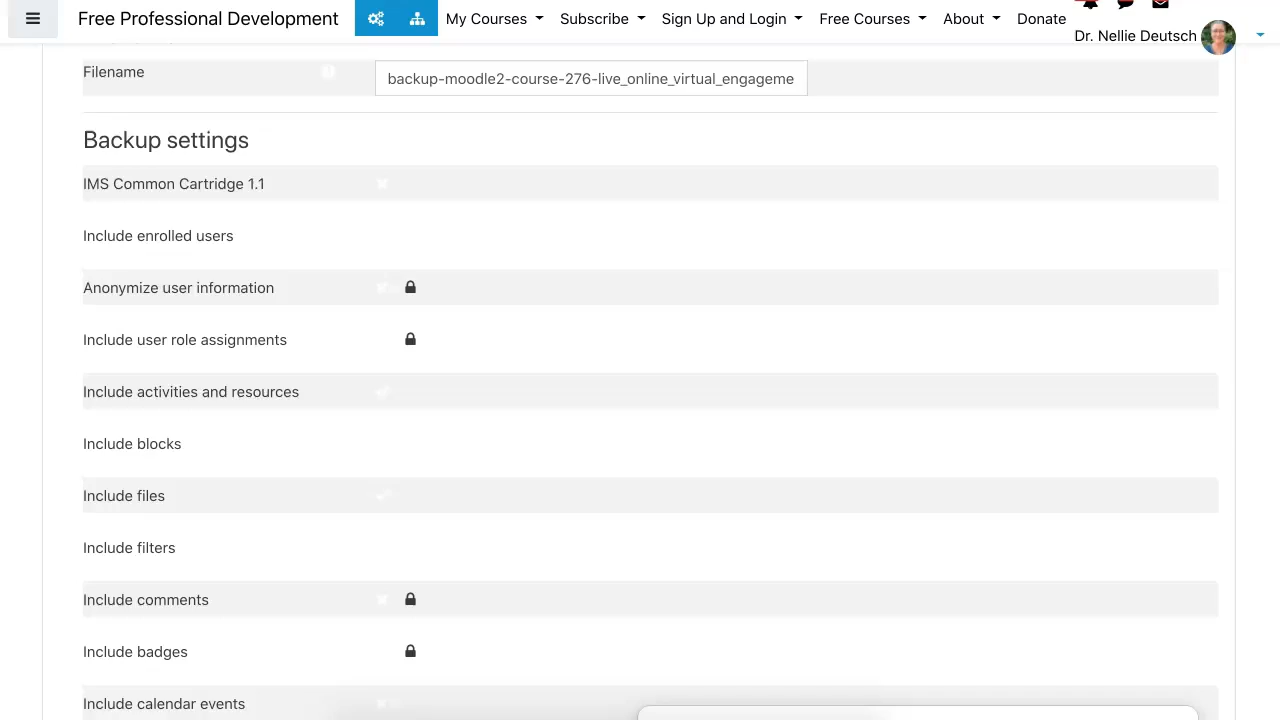 Free Professional Development My Courses Subscribe Sign Up and Login Free Courses About Donate
Dr. Nellie Deutsch
Filename backup-moodle2-course-276-live_online_virtual_engageme
Backup settings
IMS Common Cartridge 1.1
Include enrolled users
Anonymize user information
Include user role assignments
Include activities and resources
Include blocks
Include files
Include filters
Include comments
Include badges
Include calendar events